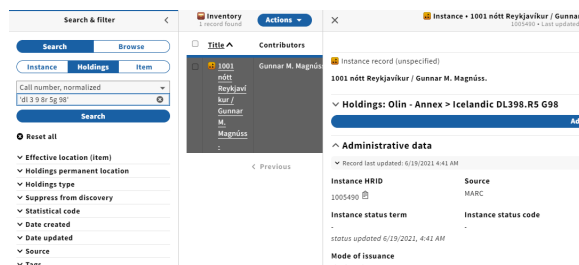 Search & filter
Search
Browse
Instance
Holdings
Item
Call number, normalized
'dl 3 9 8r 5g 98'
Search
Reset all
Effective location (item)
Holdings permanent location
Holdings type
Suppress from discovery
Statistical code
Date created
Date updated
Source
Tags
Inventory
1 record found
Actions
Title
Contributors
1001
nótt
Reykjaví
kur /
Gunnar
M.
Magnúss
.
Gunnar M. Magnús
Previous
Instance • 1001 nótt Reykjavíkur / Gunnar
1005490 • Last updated
Instance record (unspecified)
1001 nótt Reykjavíkur / Gunnar M. Magnúss.
Holdings: Olin - Annex > Icelandic DL398.R5 G98
Ad
Administrative data
Record last updated: 6/19/2021 4:41 AM
Instance HRID
Source
1005490
MARC
Instance status term
Instance status code
-
-
status updated 6/19/2021, 4:41 AM
Mode of issuance